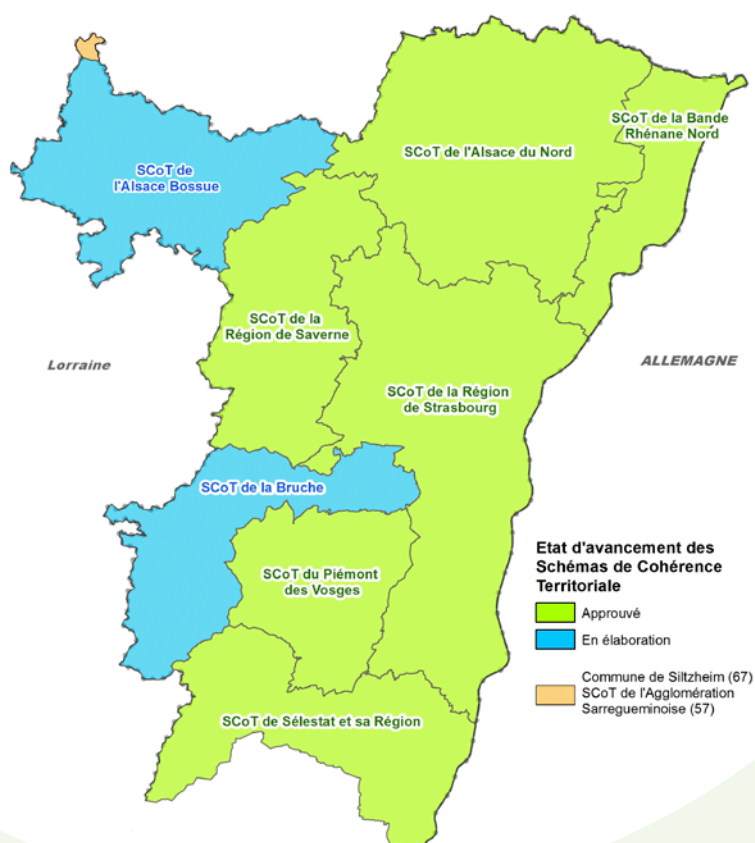 SCoT de la Bande
Rhénane Nord
SCoT de l'Alsace du Nord
SCoT de
l'Alsace Bossue
SCoT de la
Région de Saverne
Lorraine
ALLEMAGNE
SCoT de la Région
de Strasbourg
SCoT de la Bruche
Etat d'avancement des
Schémas de Cohérence
Territoriale
Approuvé
En élaboration
Commune de Siltzheim (67)
SCoT de l'Agglomération
Sarregueminoise (57)
SCoT du Piémont
des Vosges
SCoT de Sélestat et sa Région